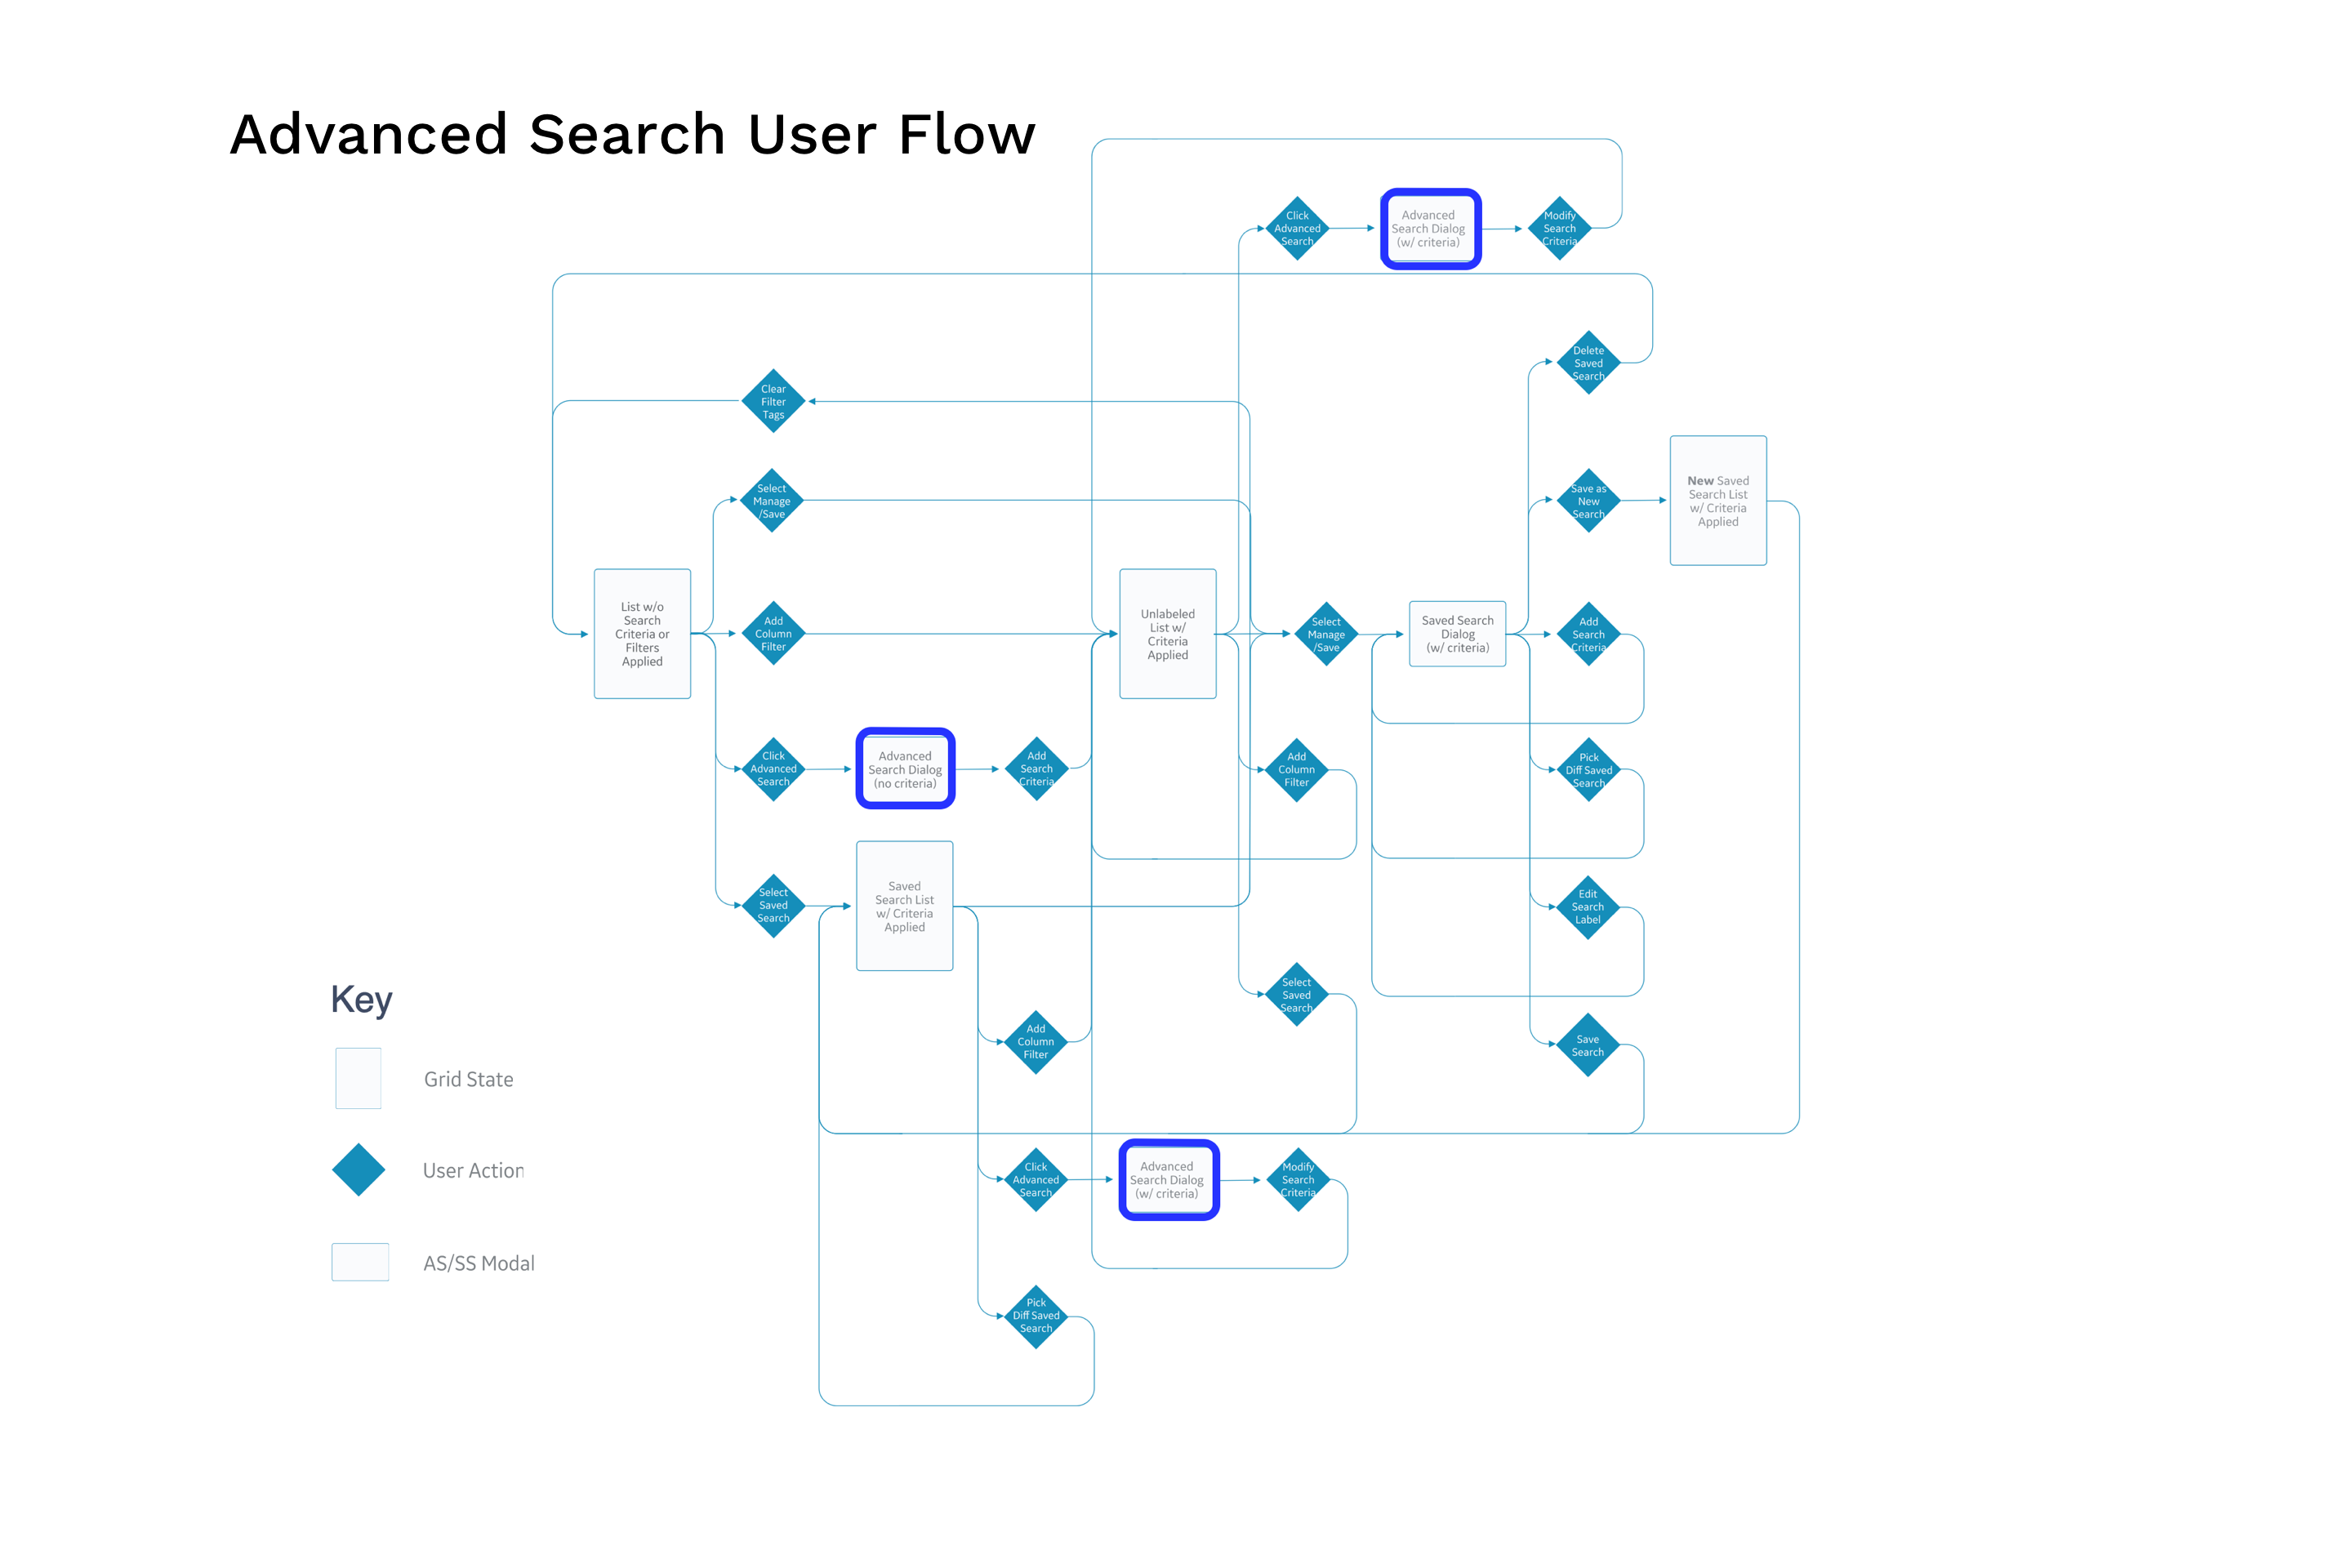 Advanced Search User Flow
Click
Advanced
Search
Advanced
Search Dialog
(w/ criteria)
Modify
Search
Criteria
Delete
Saved
Search
Clear
Filter
Tags
Select
Manage
/Save
Save as
New
Search
New Saved
Search List
w/ Criteria
Applied
List w/o
Search
Criteria or
Filters
Applied
Add
Column
Filter
Unlabeled
List w/
Criteria
Applied
Select
Manage
/Save
Saved Search
Dialog
(w/ criteria)
Add
Search
Criteria
Click
Advanced
Search
Advanced
Search Dialog
(no criteria)
Add
Search
Criteria
Add
Column
Filter
Pick
Diff Saved
Search
Select
Saved
Search
Saved
Search List
w/ Criteria
Applied
Edit
Search
Label
Select
Saved
Search
Add
Column
Filter
Save
Search
Click
Advanced
Search
Advanced
Search Dialog
(w/ criteria)
Modify
Search
Criteria
Pick
Diff Saved
Search
Key
Grid State
User Action
AS/SS Modal